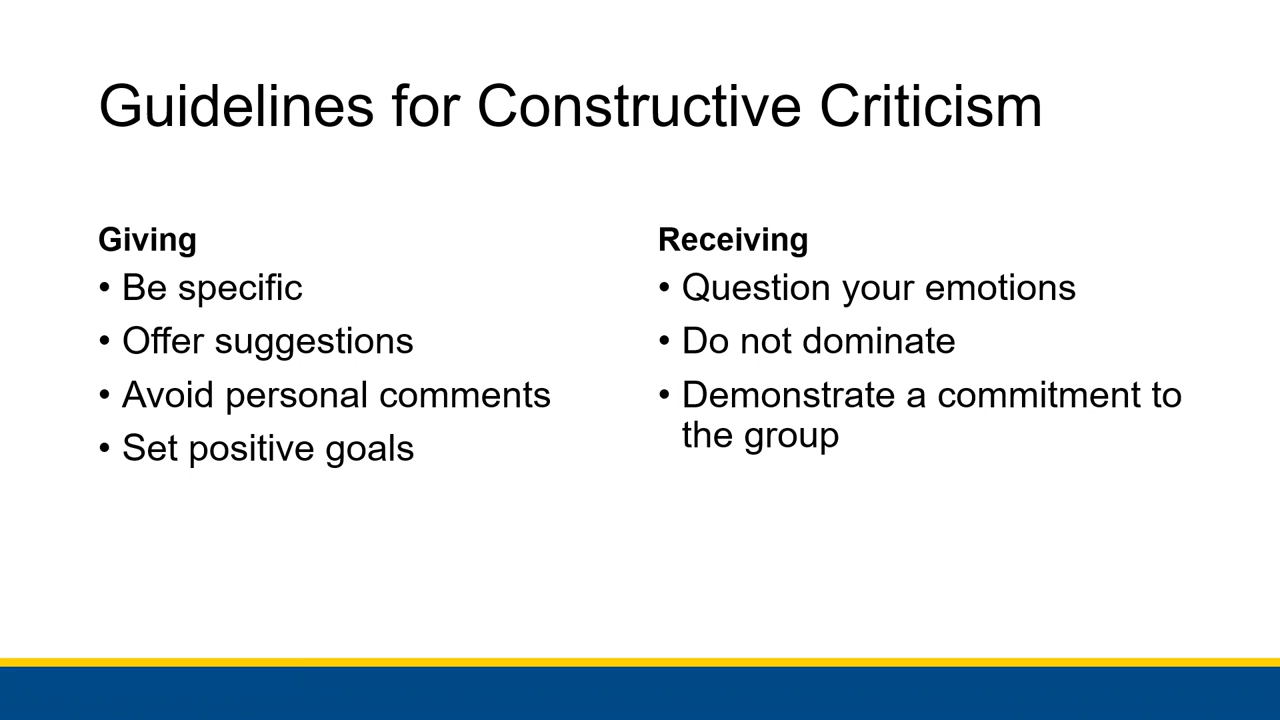 Guidelines for Constructive Criticism
Giving
• Be specific
• Offer suggestions
• Avoid personal comments
• Set positive goals
Receiving
• Question your emotions
• Do not dominate
• Demonstrate a commitment to
the group